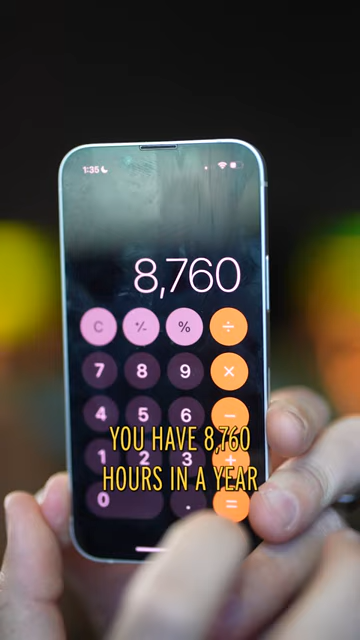 1:35
8,760
C +/- % ÷
7 8 9 ×
4 5 6 −
1 2 3 +
0 . =
YOU HAVE 8,760
HOURS IN A YEAR